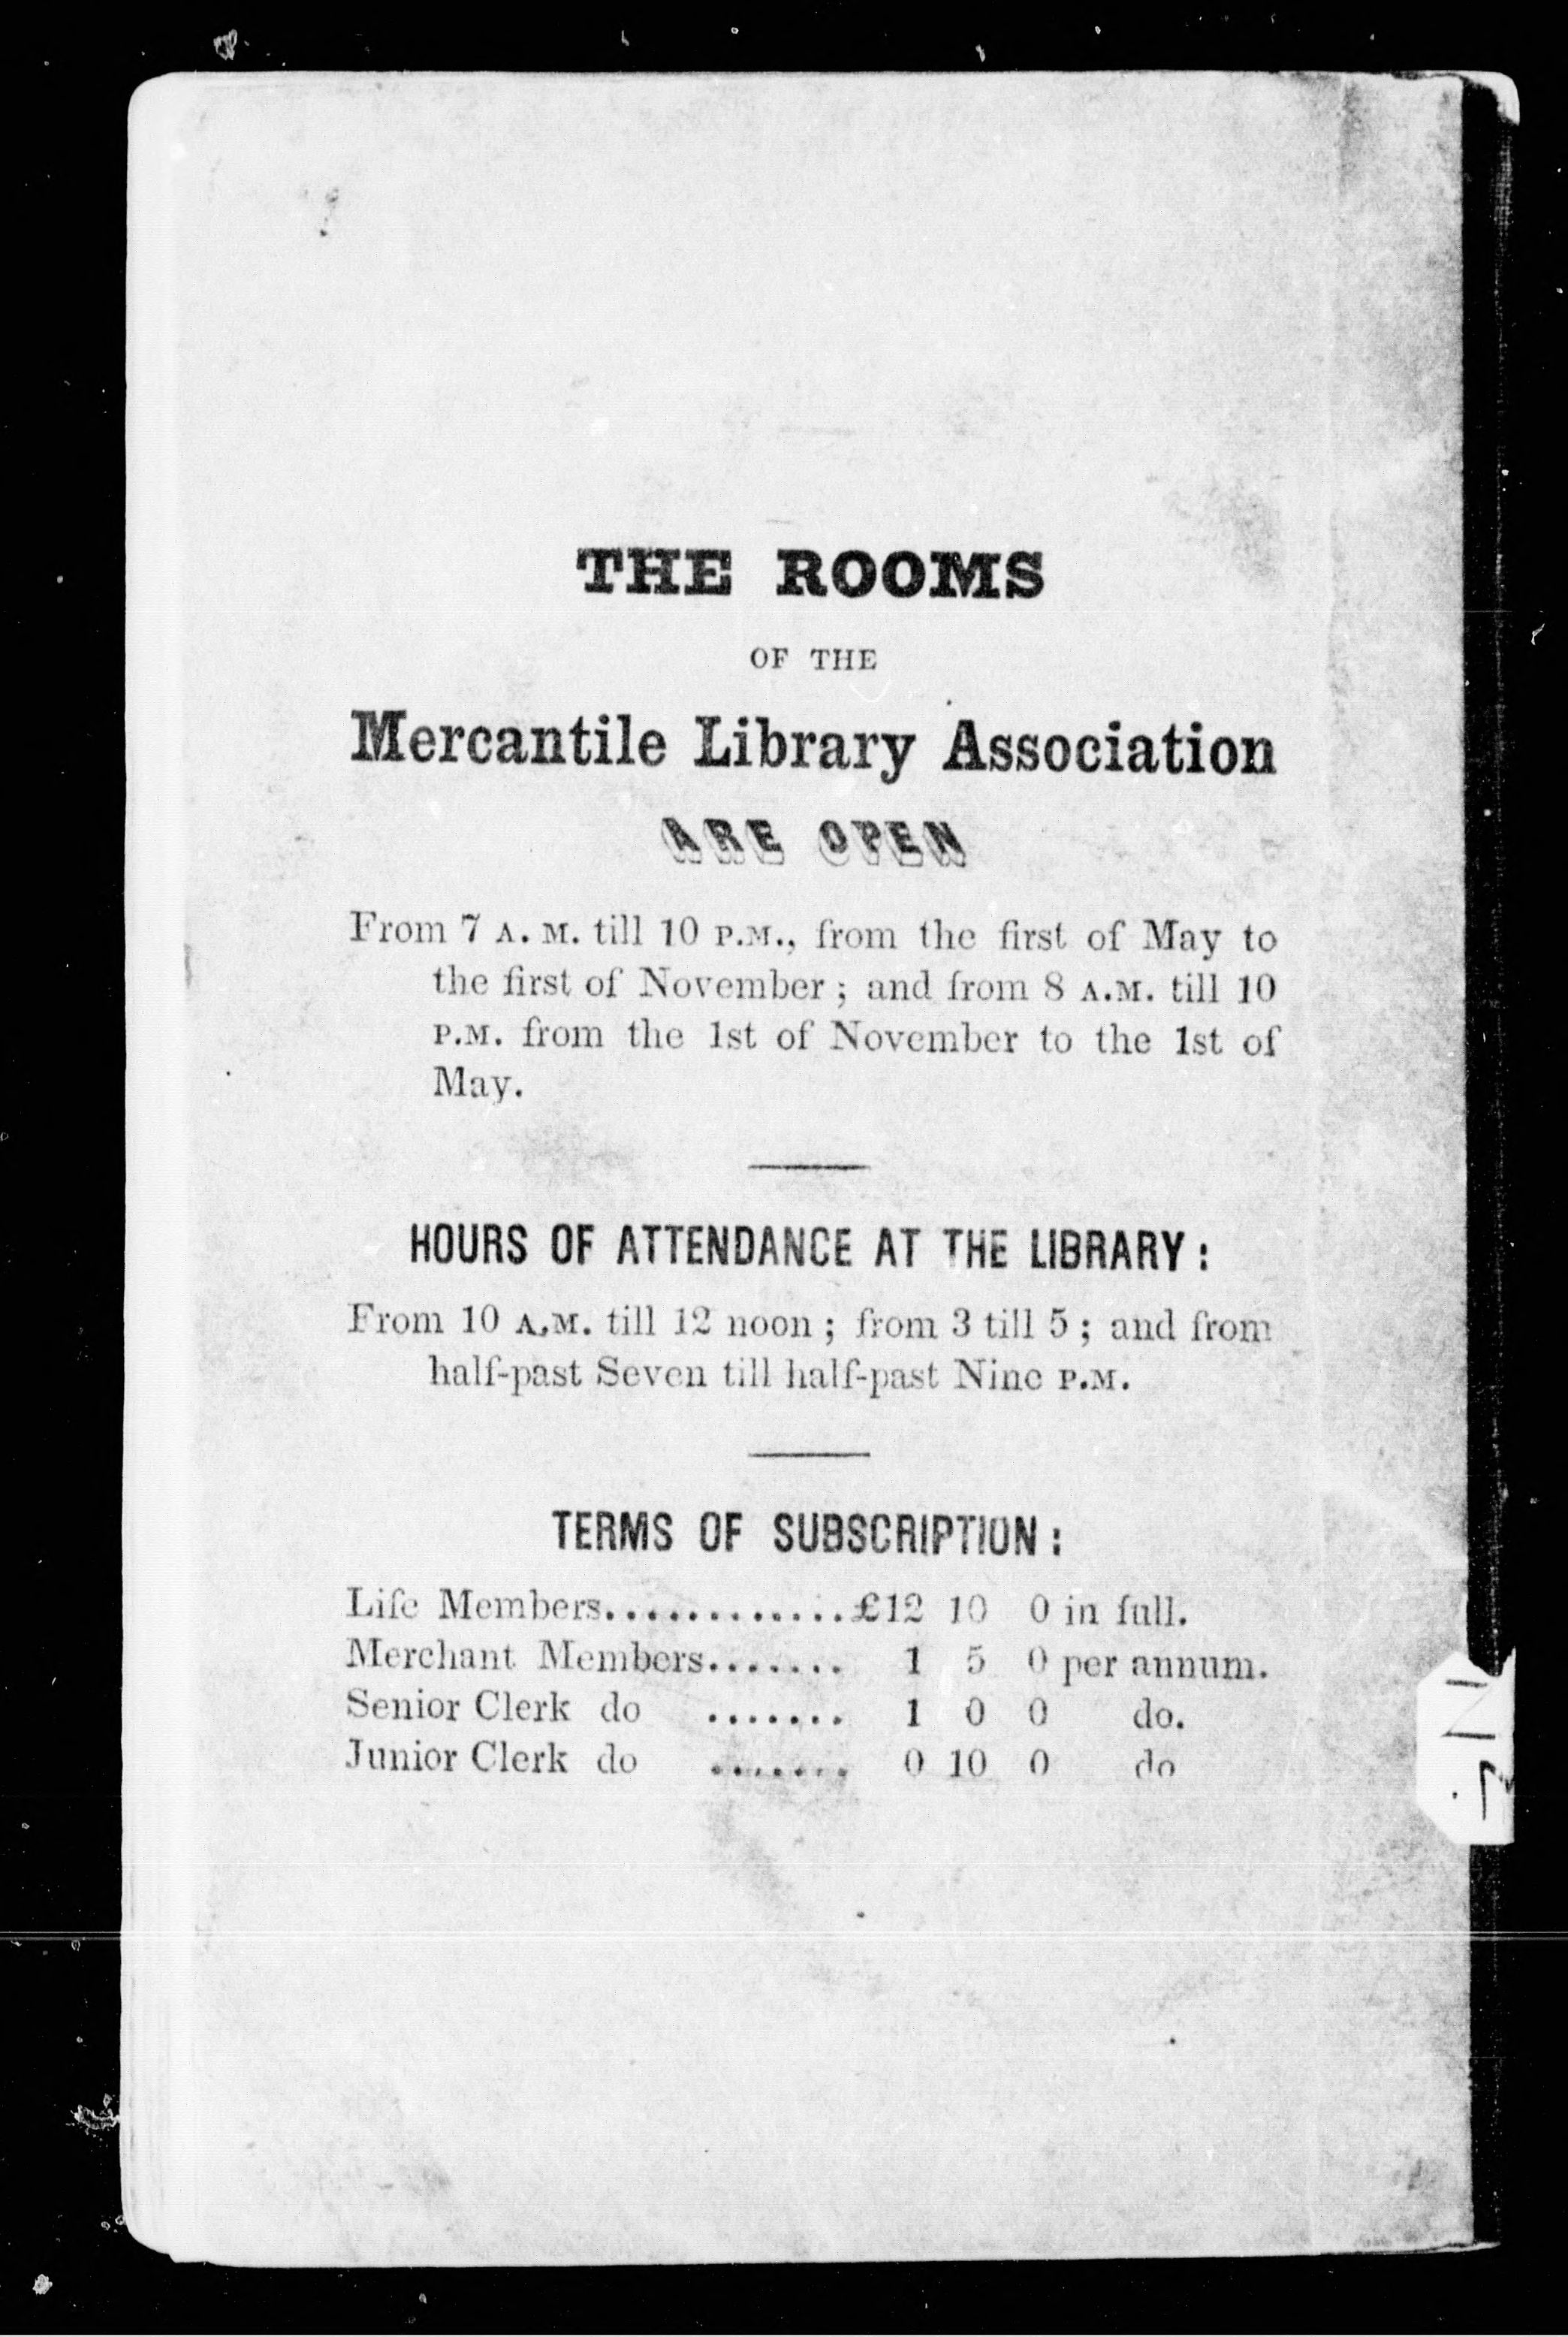 THE ROOMS
OF THE
Mercantile Library Association
ARE OPEN
From 7 A. M. till 10 P.M., from the first of May to
the first of November ; and from 8 A.M. till 10
P.M. from the 1st of November to the 1st of
May.
HOURS OF ATTENDANCE AT THE LIBRARY :
From 10 A.M. till 12 noon ; from 3 till 5 ; and from
half-past Seven till half-past Nine P.M.
TERMS OF SUBSCRIPTION :
Life Members.............£12 10 0 in full.
Merchant Members....... 1 5 0 per annum.
Senior Clerk do ....... 1 0 0 do.
Junior Clerk do ....... 0 10 0 do